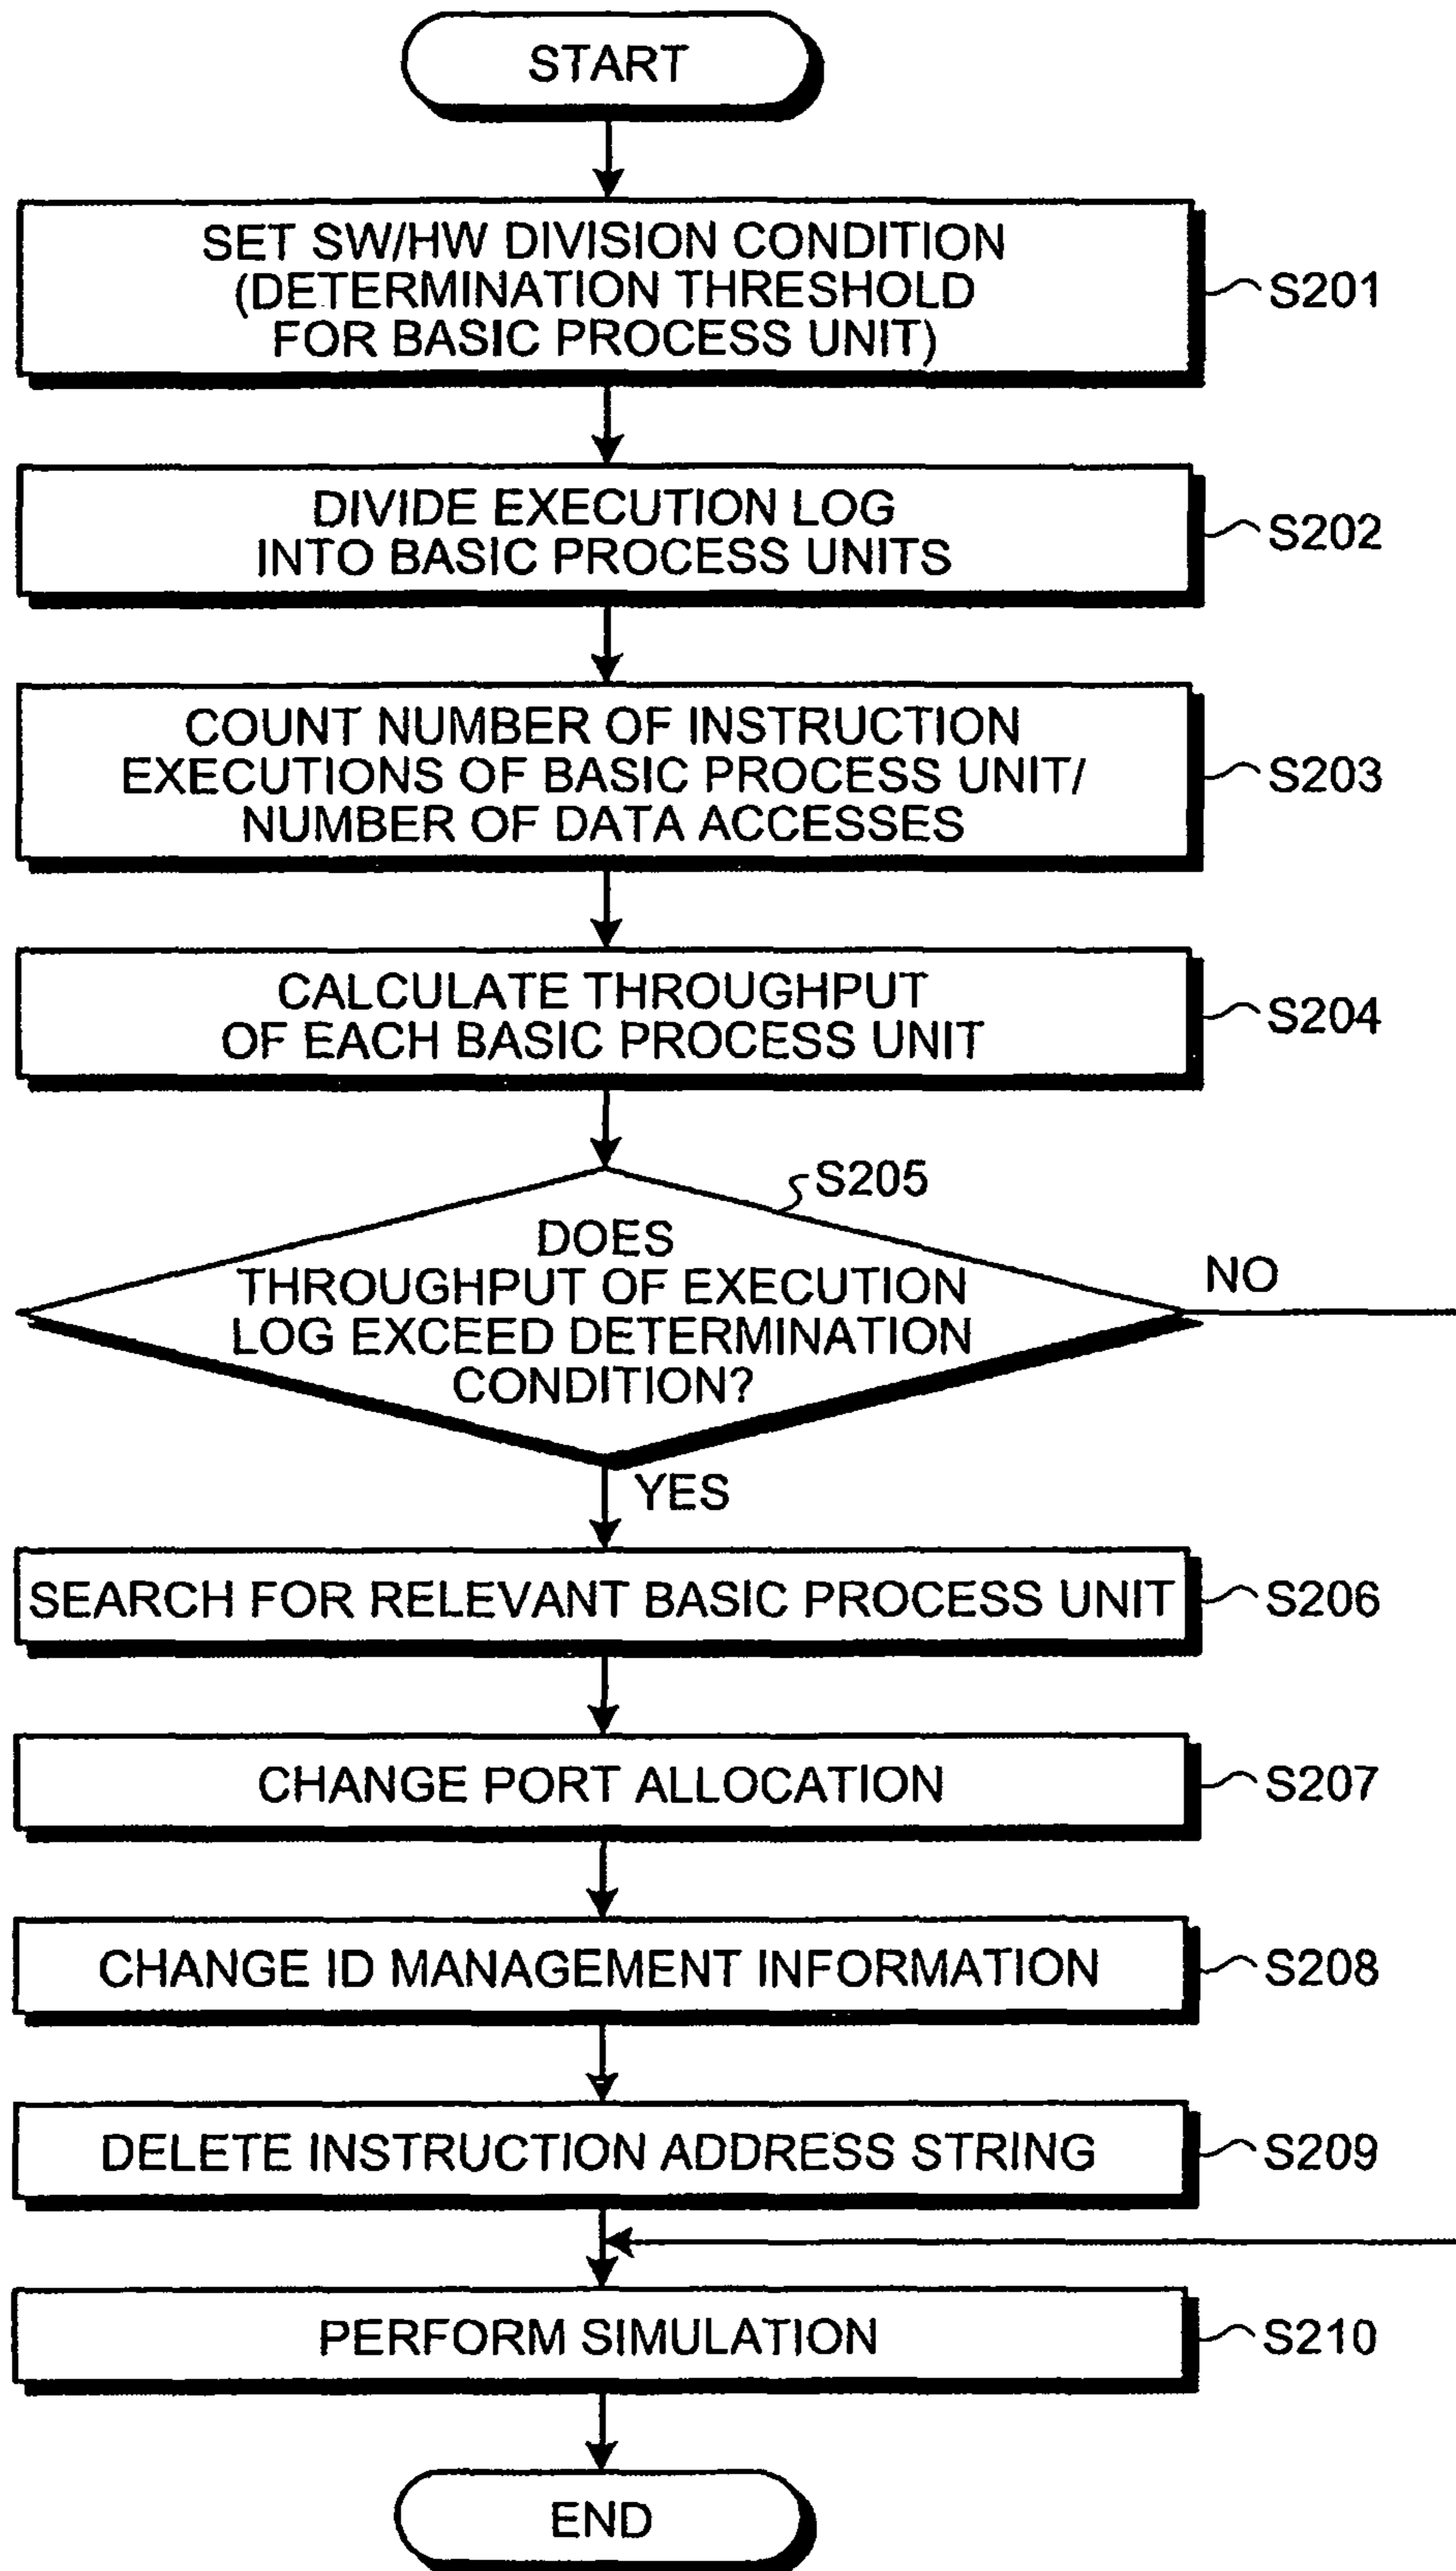 START
SET SW/HW DIVISION CONDITION
(DETERMINATION THRESHOLD
FOR BASIC PROCESS UNIT)
S201
DIVIDE EXECUTION LOG
INTO BASIC PROCESS UNITS
S202
COUNT NUMBER OF INSTRUCTION
EXECUTIONS OF BASIC PROCESS UNIT/
NUMBER OF DATA ACCESSES
S203
CALCULATE THROUGHPUT
OF EACH BASIC PROCESS UNIT
S204
S205
DOES
THROUGHPUT OF EXECUTION
LOG EXCEED DETERMINATION
CONDITION?
NO
YES
SEARCH FOR RELEVANT BASIC PROCESS UNIT
S206
CHANGE PORT ALLOCATION
S207
CHANGE ID MANAGEMENT INFORMATION
S208
DELETE INSTRUCTION ADDRESS STRING
S209
PERFORM SIMULATION
S210
END